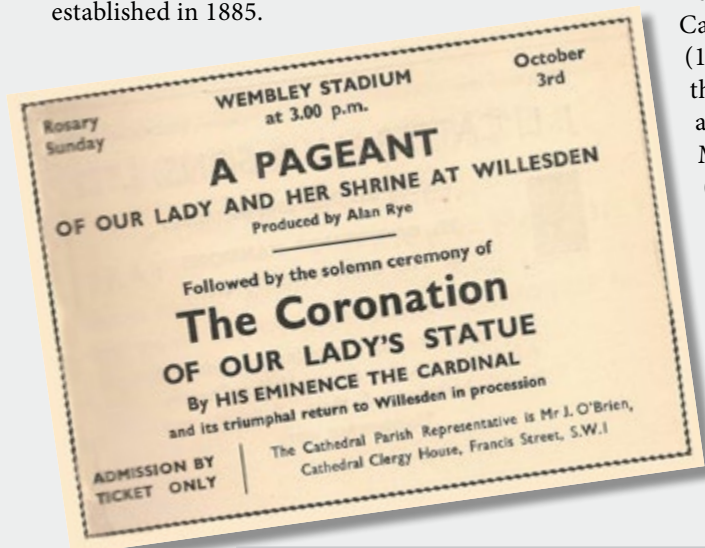 established in 1885.
Rosary
Sunday
WEMBLEY STADIUM
at 3.00 p.m.
October
3rd
A PAGEANT
OF OUR LADY AND HER SHRINE AT WILLESDEN
Produced by Alan Rye
Followed by the solemn ceremony of
The Coronation
OF OUR LADY'S STATUE
By HIS EMINENCE THE CARDINAL
and its triumphal return to Willesden in procession
ADMISSION BY
TICKET ONLY
The Cathedral Parish Representative is Mr J. O'Brien,
Cathedral Clergy House, Francis Street, S.W.1